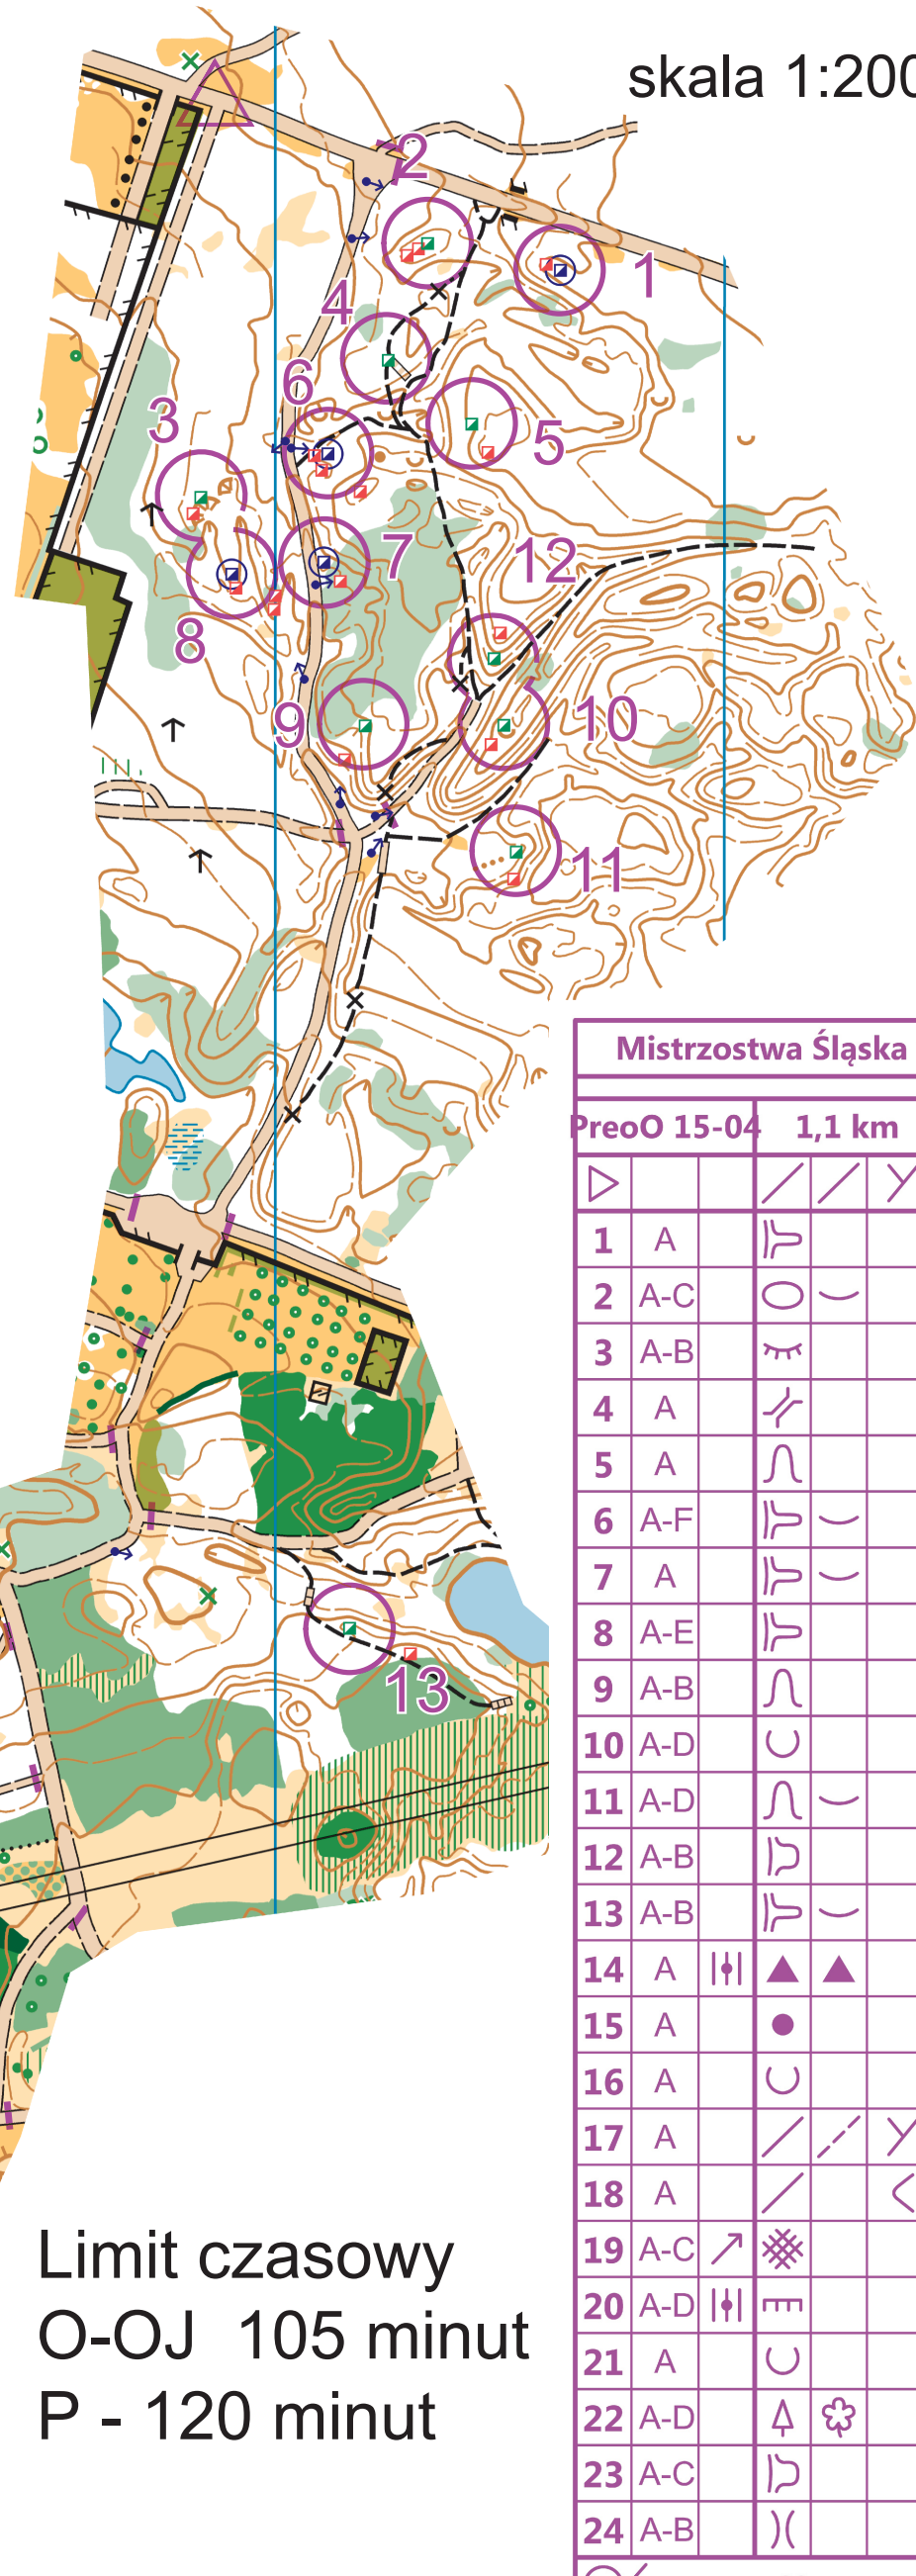 skala 1:200
2
1
4
6
3
5
7
12
8
9
10
11
13
Mistrzostwa Śląska
PreoO 15-04 1,1 km
1 A
2 A-C
3 A-B
4 A
5 A
6 A-F
7 A
8 A-E
9 A-B
10 A-D
11 A-D
12 A-B
13 A-B
14 A
15 A
16 A
17 A
18 A
19 A-C
20 A-D
21 A
22 A-D
23 A-C
24 A-B
Limit czasowy
O-OJ 105 minut
P - 120 minut